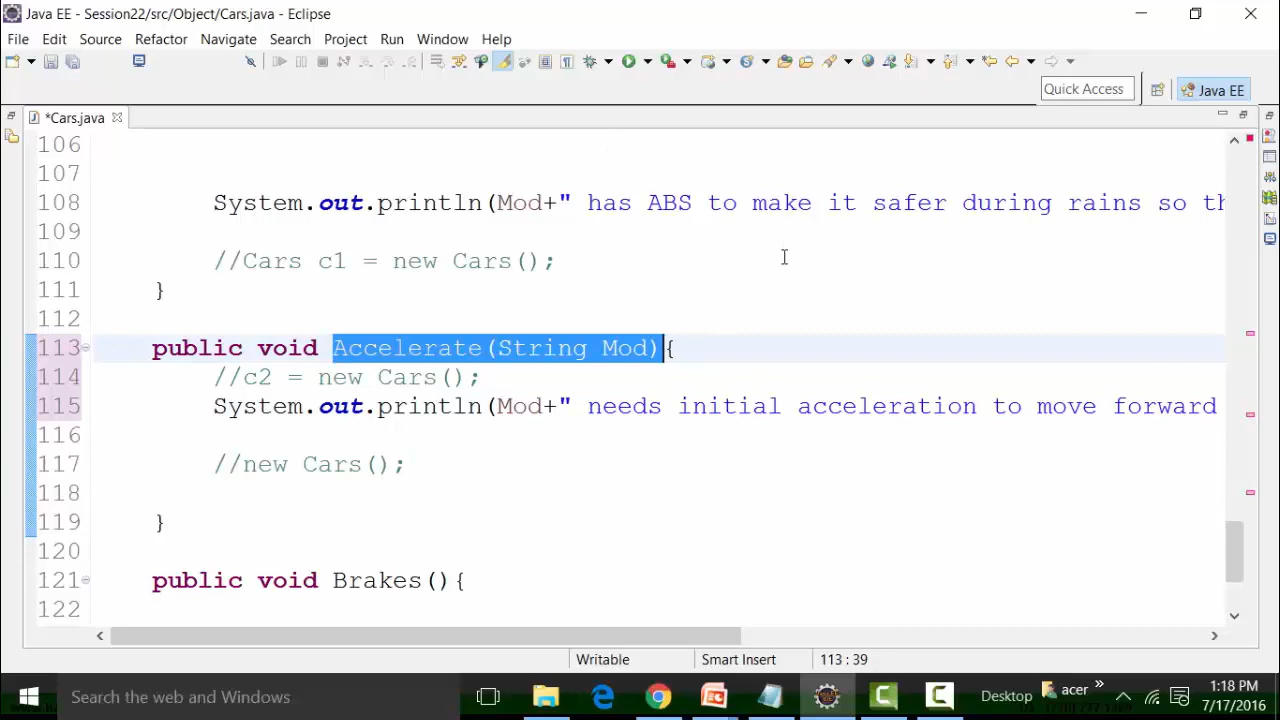 Java EE - Session22/src/Object/Cars.java - Eclipse
File Edit Source Refactor Navigate Search Project Run Window Help
Quick Access
Java EE
*Cars.java
106
107
108 System.out.println(Mod+" has ABS to make it safer during rains so th
109
110 //Cars c1 = new Cars();
111 }
112
113 public void Accelerate(String Mod){
114 //c2 = new Cars();
115 System.out.println(Mod+" needs initial acceleration to move forward
116
117 //new Cars();
118
119 }
120
121 public void Brakes(){
122
Writable Smart Insert 113 : 39
Search the web and Windows
Desktop
acer
1:18 PM
7/17/2016